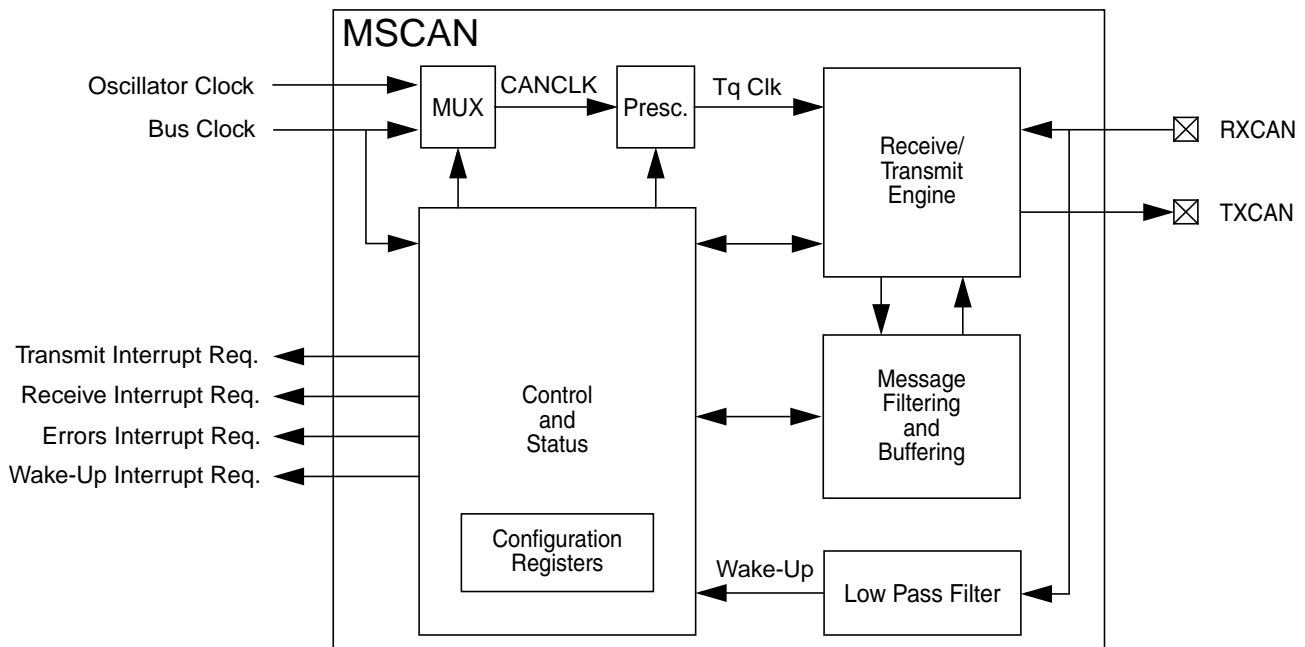 MSCAN
Oscillator Clock
Bus Clock
MUX
CANCLK
Presc.
Tq Clk
Receive/
Transmit
Engine
RXCAN
TXCAN
Transmit Interrupt Req.
Receive Interrupt Req.
Errors Interrupt Req.
Wake-Up Interrupt Req.
Control
and
Status
Message
Filtering
and
Buffering
Configuration
Registers
Wake-Up
Low Pass Filter